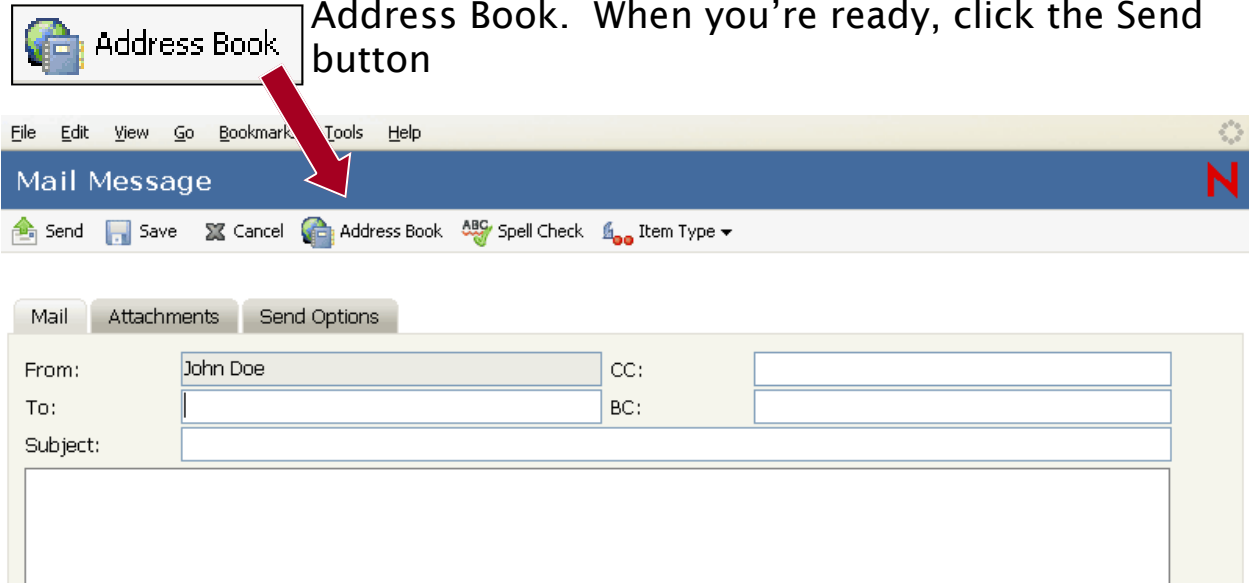 Address Book. When you’re ready, click the Send
Address Book
button
File Edit View Go Bookmark Tools Help
Mail Message
N
Send Save Cancel Address Book ABC Spell Check Item Type
Mail Attachments Send Options
From: John Doe CC:
To: BC:
Subject: